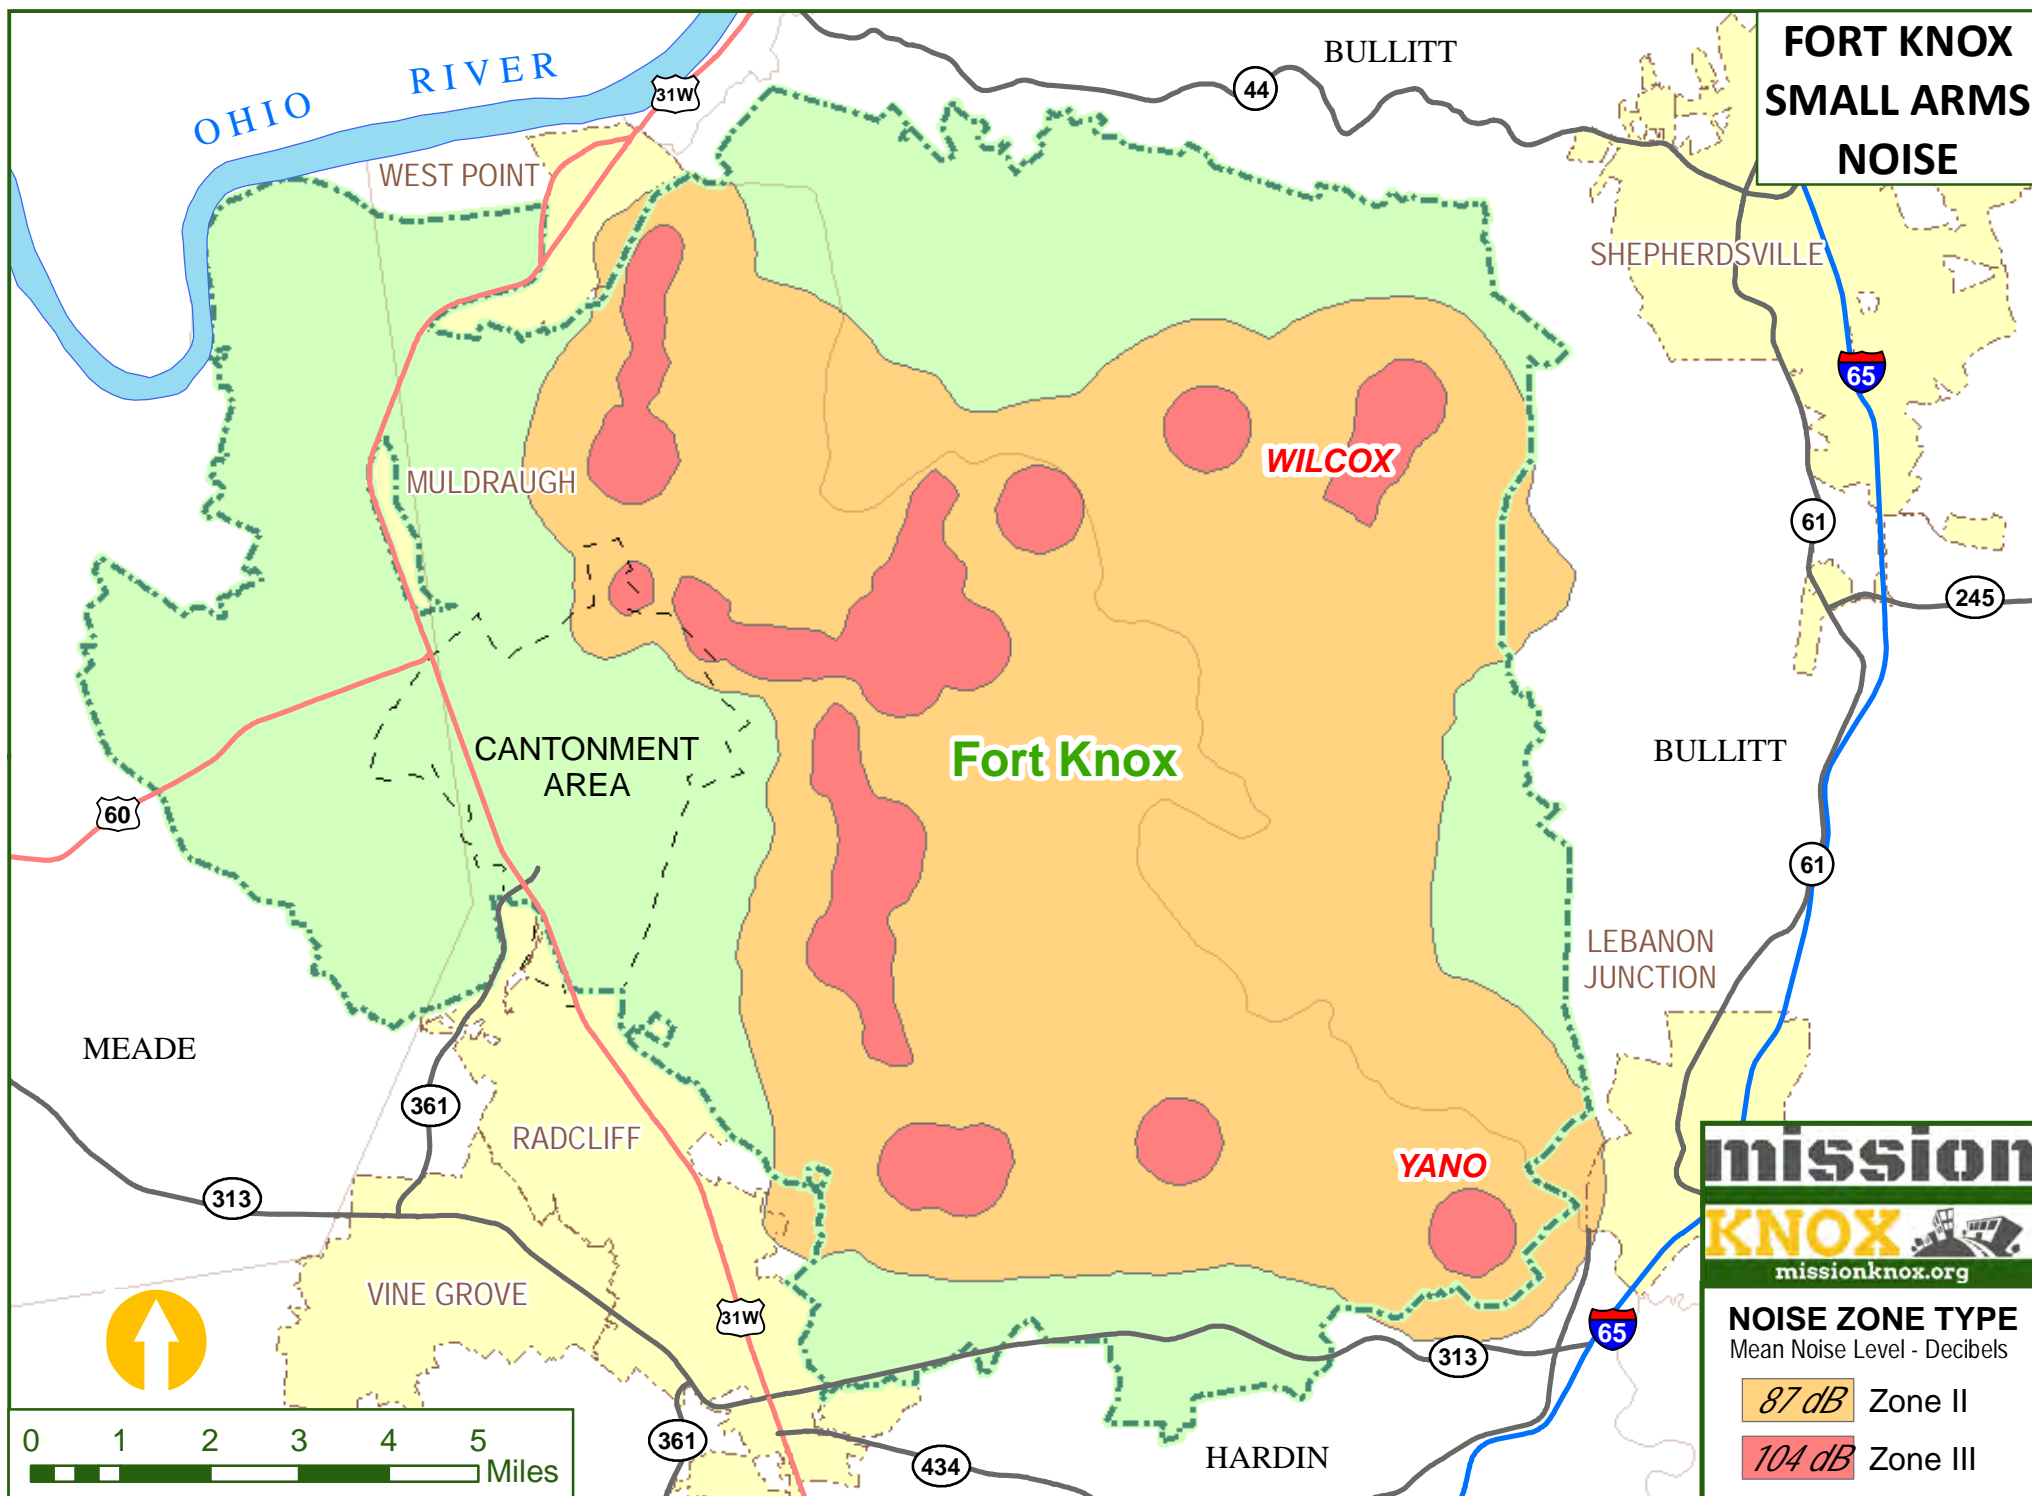 FORT KNOX
SMALL ARMS
NOISE
BULLITT
44
31W
OHIO RIVER
WEST POINT
SHEPHERDSVILLE
65
MULDRAUGH
WILCOX
61
245
CANTONMENT
AREA
Fort Knox
BULLITT
60
61
LEBANON
JUNCTION
MEADE
361
RADCLIFF
YANO
313
VINE GROVE
31W
65
313
361
434
HARDIN
0 1 2 3 4 5
Miles
mission
KNOX
missionknox.org
NOISE ZONE TYPE
Mean Noise Level - Decibels
87 dB Zone II
104 dB Zone III